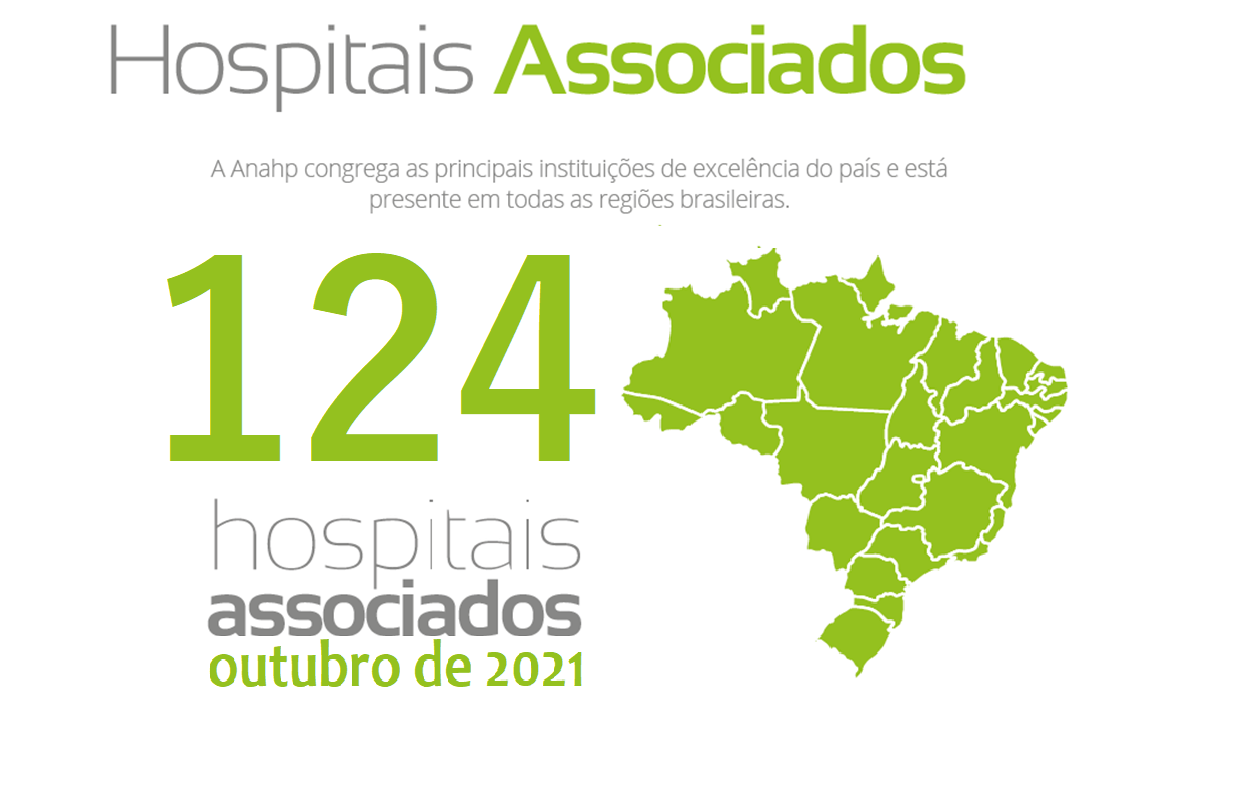 Hospitais Associados
A Anahp congrega as principais instituições de excelência do país e está
presente em todas as regiões brasileiras.
124
hospitais
associados
outubro de 2021